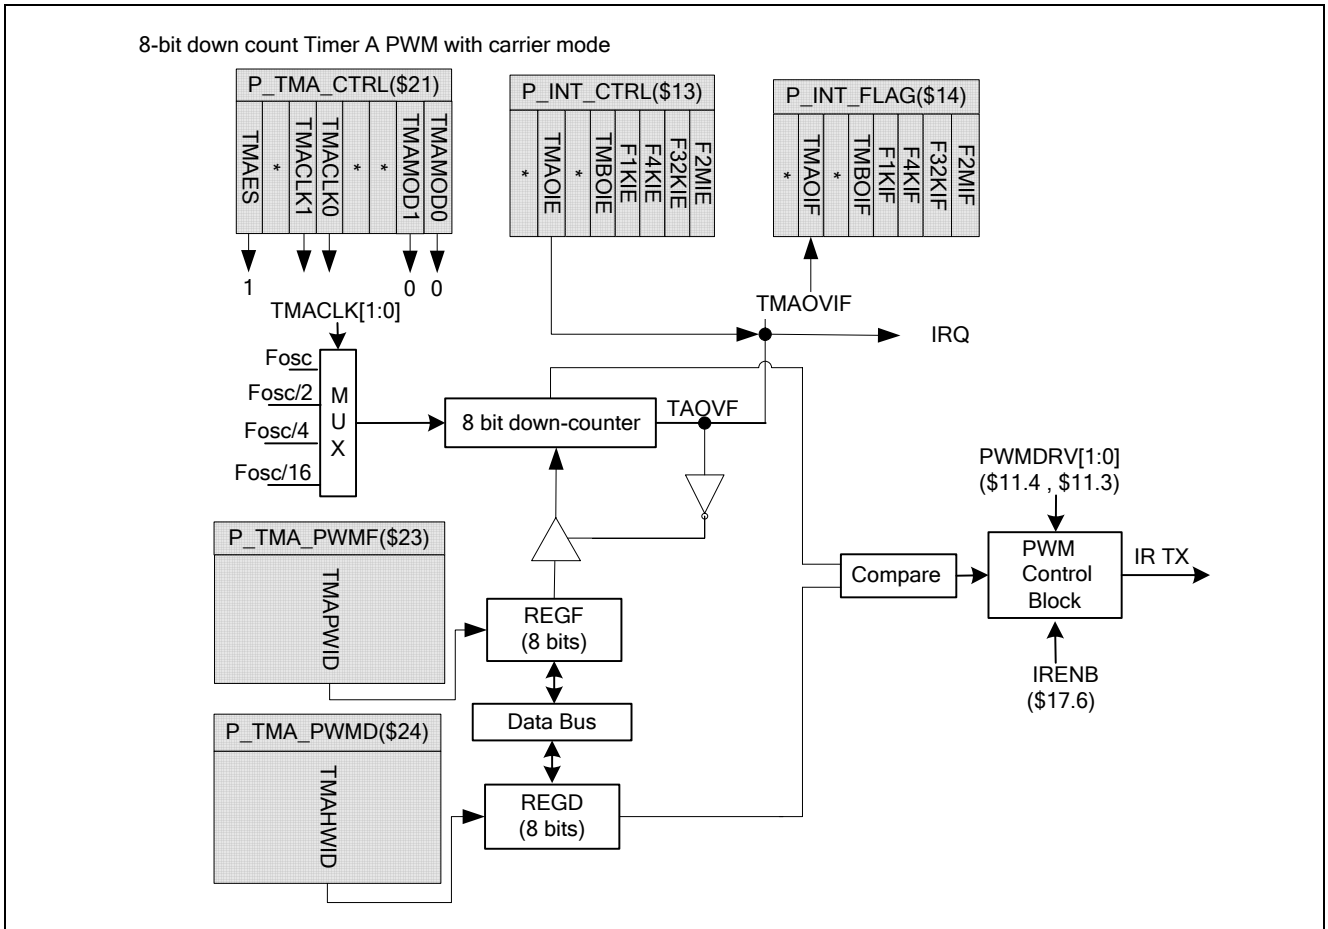 8-bit down count Timer A PWM with carrier mode
P_TMA_CTRL($21)
TMAES
*
TMACLK1
TMACLK0
*
*
TMAMOD1
TMAMOD0
1
0
0
P_INT_CTRL($13)
*
TMAOIE
*
TMBOIE
F1KIE
F4KIE
F32KIE
F2MIE
P_INT_FLAG($14)
*
TMAOIF
*
TMBOIF
F1KIF
F4KIF
F32KIF
F2MIF
TMACLK[1:0]
TMAOVIF
IRQ
Fosc
Fosc/2
Fosc/4
Fosc/16
M
U
X
8 bit down-counter
TAOVF
PWMDRV[1:0]
($11.4 , $11.3)
P_TMA_PWMF($23)
TMAPWID
REGF
(8 bits)
Compare
PWM
Control
Block
IR TX
IRENB
($17.6)
Data Bus
P_TMA_PWMD($24)
TMAHWID
REGD
(8 bits)